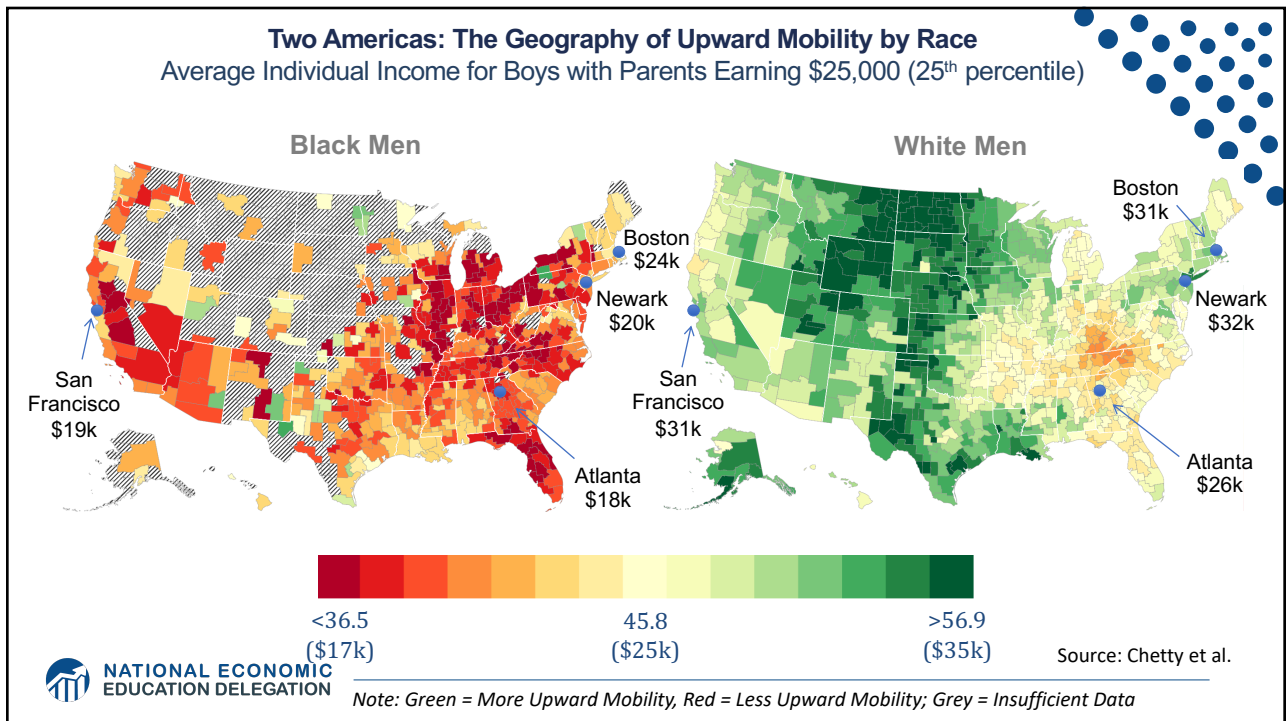 Two Americas: The Geography of Upward Mobility by Race
Average Individual Income for Boys with Parents Earning $25,000 (25th percentile)
Black Men
Boston
$24k
Newark
$20k
San
Francisco
$19k
Atlanta
$18k
White Men
Boston
$31k
Newark
$32k
San
Francisco
$31k
Atlanta
$26k
<36.5
($17k)
45.8
($25k)
>56.9
($35k)
Source: Chetty et al.
NATIONAL ECONOMIC
EDUCATION DELEGATION
Note: Green = More Upward Mobility, Red = Less Upward Mobility; Grey = Insufficient Data